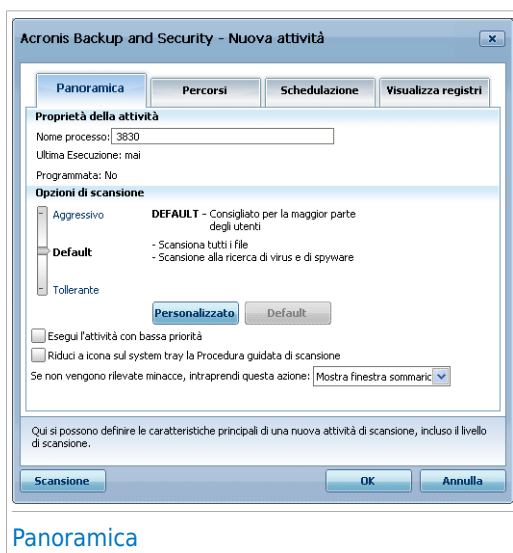 Acronis Backup and Security - Nuova attività
Panoramica
Percorsi
Schedulazione
Visualizza registri
Proprietà della attività
Nome processo: 3830
Ultima Esecuzione: mai
Programmata: No
Opzioni di scansione
Aggressivo
DEFAULT - Consigliato per la maggior parte
degli utenti
Default
- Scansiona tutti i file
- Scansione alla ricerca di virus e di spyware
Tollerante
Personalizzato
Default
Esegui l'attività con bassa priorità
Riduci a icona sul system tray la Procedura guidata di scansione
Se non vengono rilevate minacce, intraprendi questa azione: Mostra finestra sommaric
Qui si possono definire le caratteristiche principali di una nuova attività di scansione, incluso il livello
di scansione.
Scansione
OK
Annulla
Panoramica